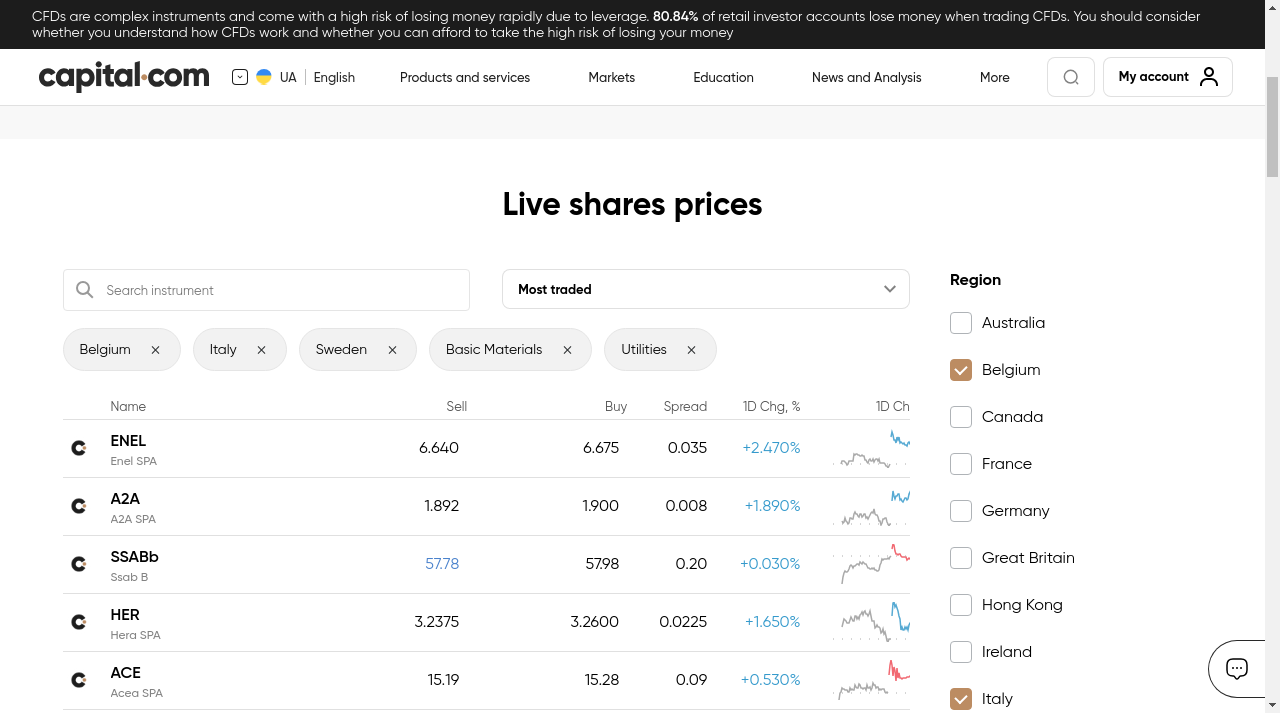 CFDs are complex instruments and come with a high risk of losing money rapidly due to leverage. 80.84% of retail investor accounts lose money when trading CFDs. You should consider
whether you understand how CFDs work and whether you can afford to take the high risk of losing your money
capital.com
UA English
Products and services
Markets
Education
News and Analysis
More
My account
Live shares prices
Search instrument
Most traded
Belgium × Italy × Sweden × Basic Materials × Utilities ×
Name Sell Buy Spread 1D Chg, % 1D Ch
ENEL 6.640 6.675 0.035 +2.470%
Enel SPA
A2A 1.892 1.900 0.008 +1.890%
A2A SPA
SSABb 57.78 57.98 0.20 +0.030%
Ssab B
HER 3.2375 3.2600 0.0225 +1.650%
Hera SPA
ACE 15.19 15.28 0.09 +0.530%
Acea SPA
Region
Australia
Belgium
Canada
France
Germany
Great Britain
Hong Kong
Ireland
Italy